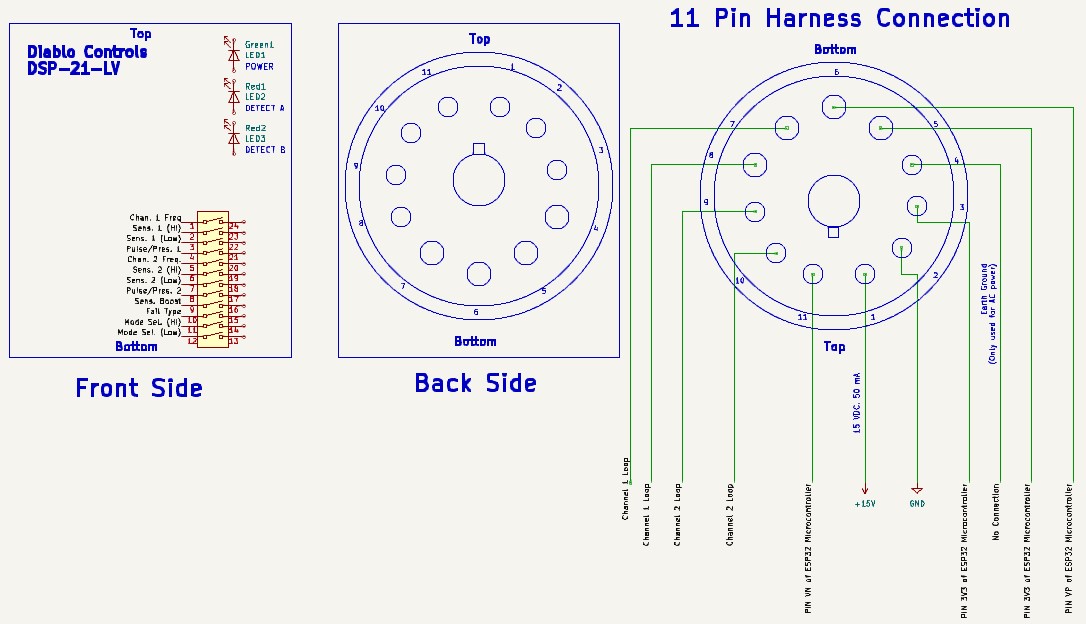 11 Pin Harness Connection
Top
Diablo Controls
DSP-21-LV
Green1
LED1
POWER
Red1
LED2
DETECT A
Red2
LED3
DETECT B
Chan. 1 Freq
Sens. 1 (Hi)
Sens. 1 (Low)
Pulse/Pres. 1
Chan. 2 Freq.
Sens. 2 (Hi)
Sens. 2 (Low)
Pulse/Pres. 2
Sens. Boost
Fail Type
Mode Sel. (Hi)
Mode Sel. (Low)
1 24
2 23
3 22
4 21
5 20
6 19
7 18
8 17
9 16
10 15
11 14
12 13
Bottom
Front Side
Top
11
1
10
2
9
3
8
4
7
5
6
Bottom
Back Side
Bottom
6
7
5
8
4
9
3
10
2
11
1
Top
Earth Ground
(Only used for AC power)
15 VDC, 50 mA
Channel 1 Loop
Channel 1 Loop
Channel 2 Loop
Channel 2 Loop
PIN VN of ESP32 Microcontroller
+15V
GND
PIN 3V3 of ESP32 Microcontroller
No Connection
PIN 3V3 of ESP32 Microcontroller
PIN VP of ESP32 Microcontroller